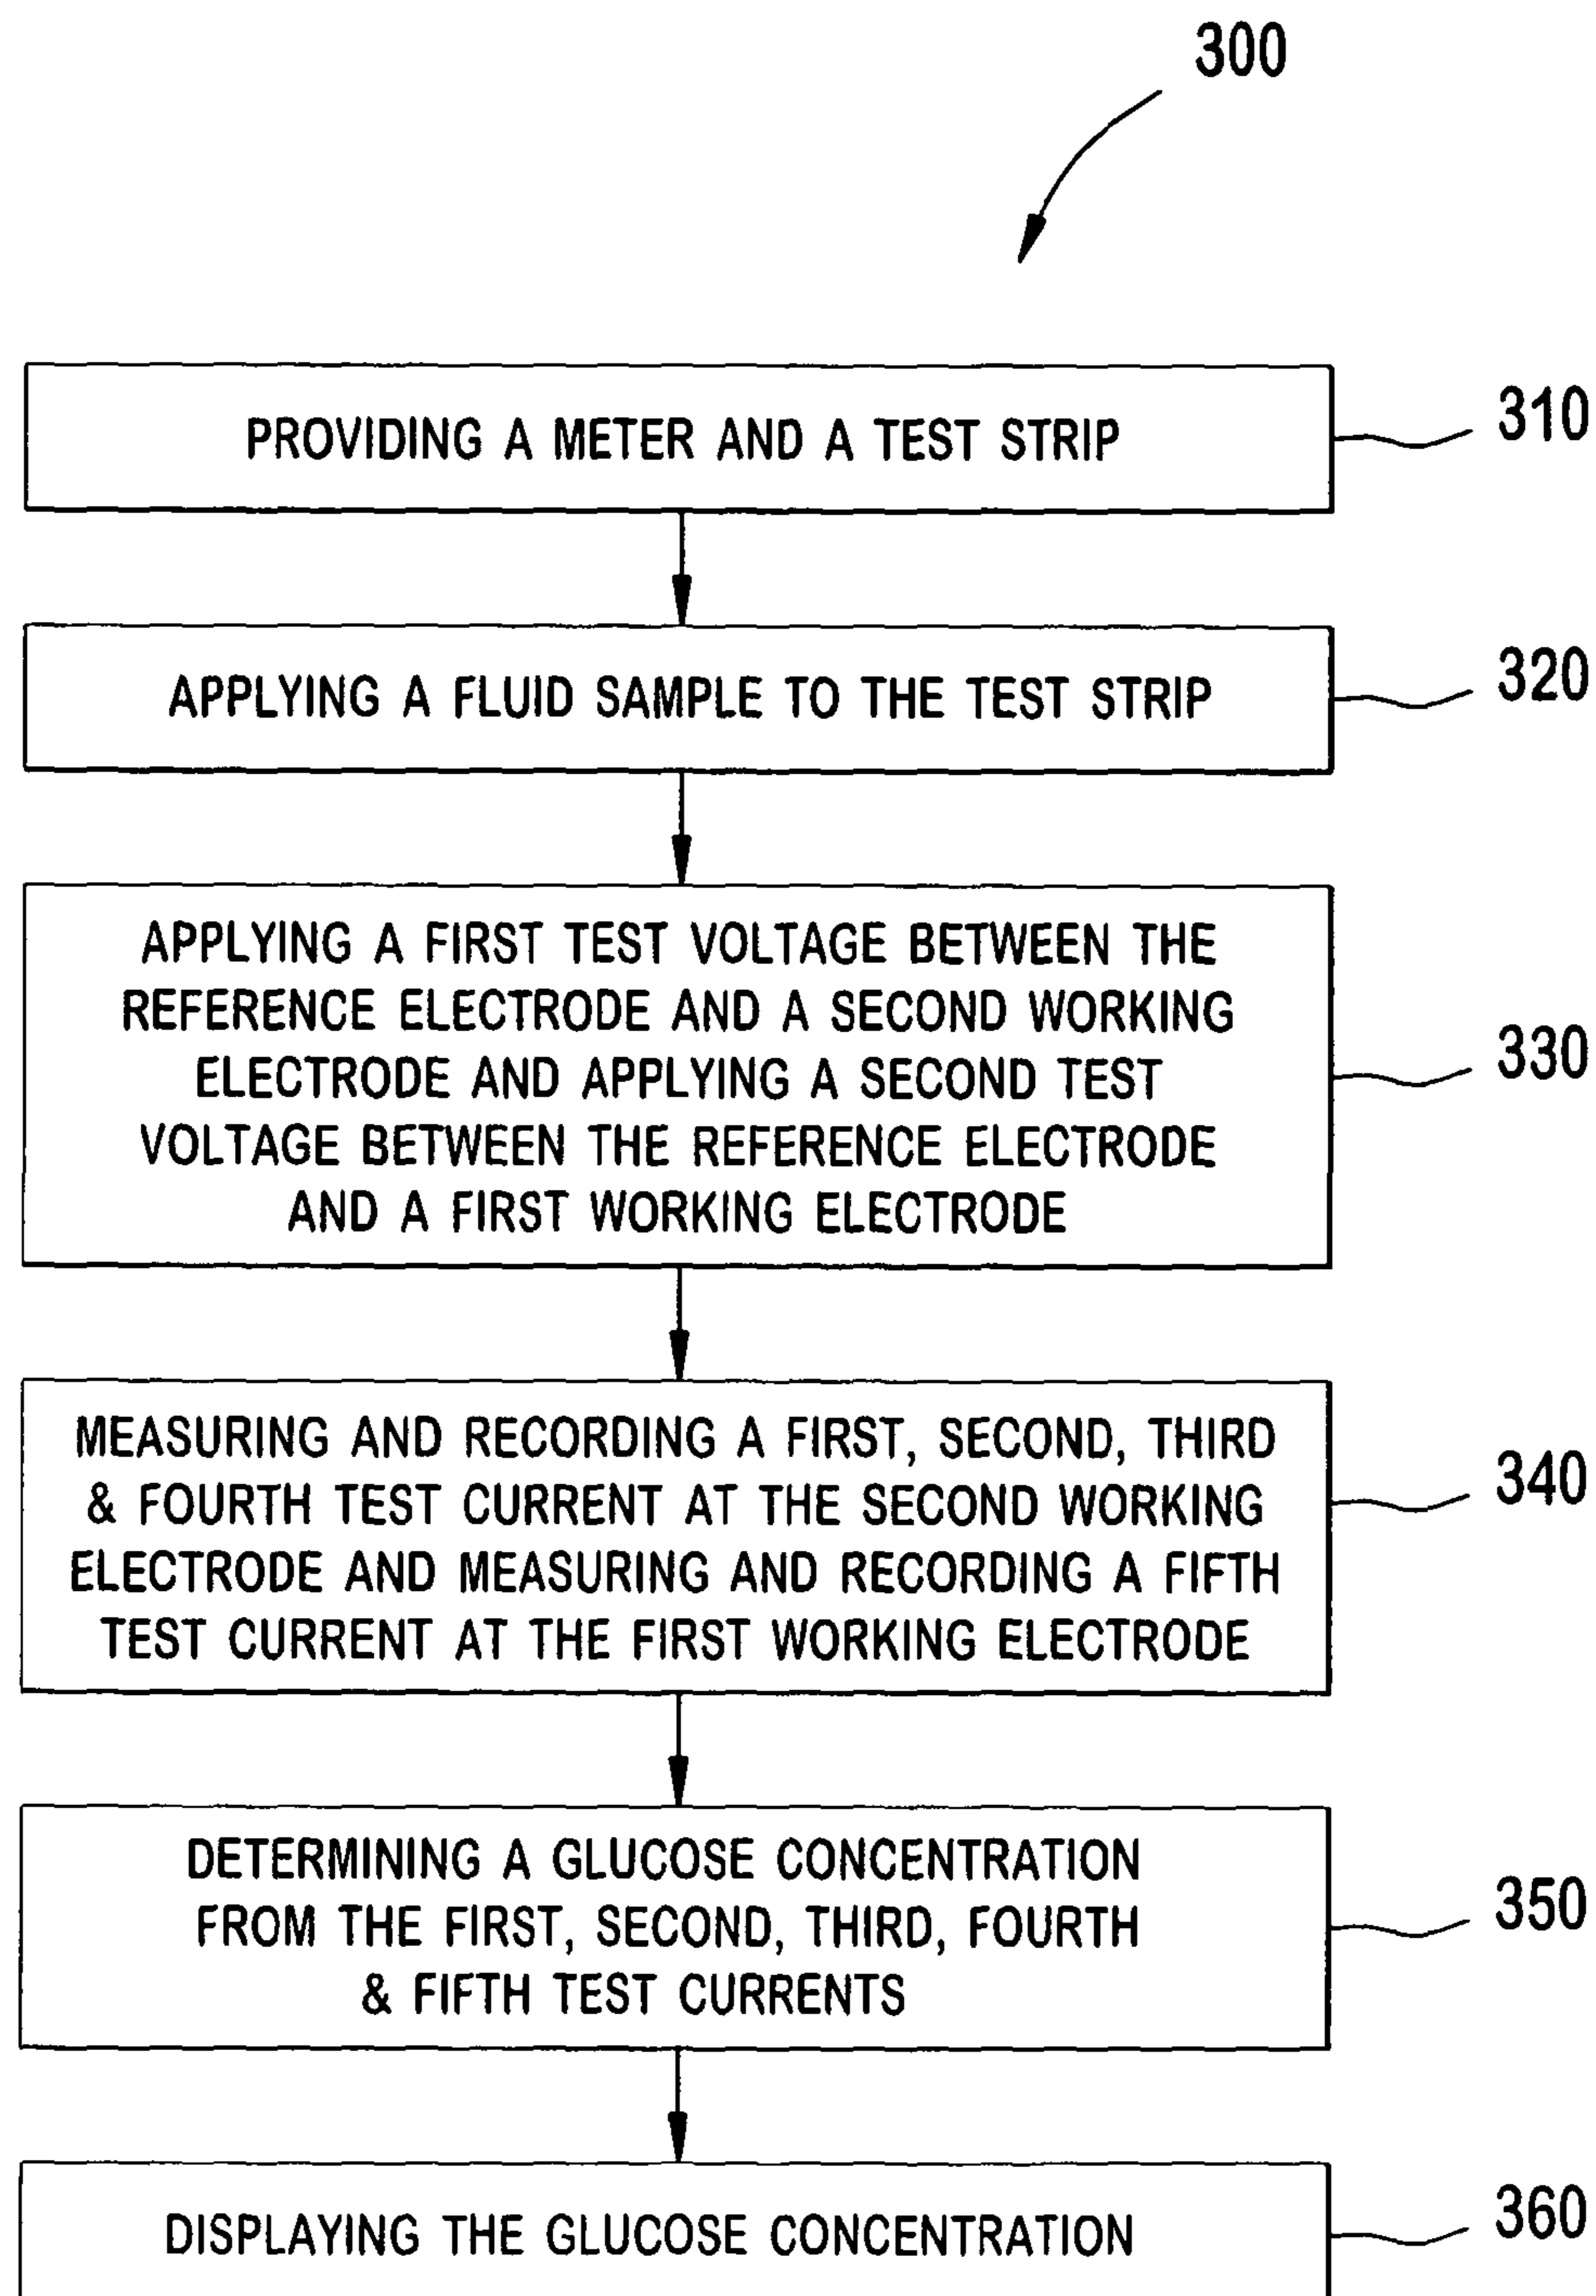 300
PROVIDING A METER AND A TEST STRIP
310
APPLYING A FLUID SAMPLE TO THE TEST STRIP
320
APPLYING A FIRST TEST VOLTAGE BETWEEN THE
REFERENCE ELECTRODE AND A SECOND WORKING
ELECTRODE AND APPLYING A SECOND TEST
VOLTAGE BETWEEN THE REFERENCE ELECTRODE
AND A FIRST WORKING ELECTRODE
330
MEASURING AND RECORDING A FIRST, SECOND, THIRD
& FOURTH TEST CURRENT AT THE SECOND WORKING
ELECTRODE AND MEASURING AND RECORDING A FIFTH
TEST CURRENT AT THE FIRST WORKING ELECTRODE
340
DETERMINING A GLUCOSE CONCENTRATION
FROM THE FIRST, SECOND, THIRD, FOURTH
& FIFTH TEST CURRENTS
350
DISPLAYING THE GLUCOSE CONCENTRATION
360